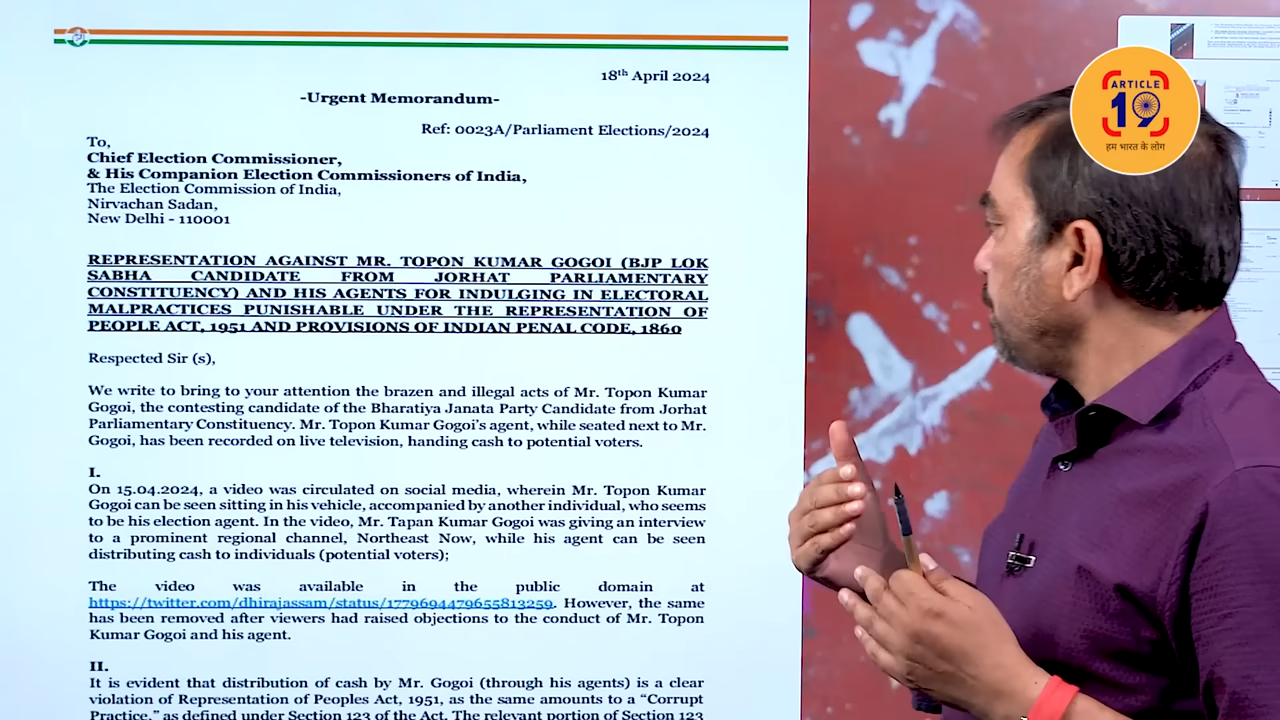 18th April 2024
-Urgent Memorandum-
Ref: 0023A/Parliament Elections/2024
To,
Chief Election Commissioner,
& His Companion Election Commissioners of India,
The Election Commission of India,
Nirvachan Sadan,
New Delhi - 110001
REPRESENTATION AGAINST MR. TOPON KUMAR GOGOI (BJP LOK
SABHA CANDIDATE FROM JORHAT PARLIAMENTARY
CONSTITUENCY) AND HIS AGENTS FOR INDULGING IN ELECTORAL
MALPRACTICES PUNISHABLE UNDER THE REPRESENTATION OF
PEOPLE ACT, 1951 AND PROVISIONS OF INDIAN PENAL CODE, 1860
Respected Sir (s),
We write to bring to your attention the brazen and illegal acts of Mr. Topon Kumar
Gogoi, the contesting candidate of the Bharatiya Janata Party Candidate from Jorhat
Parliamentary Constituency. Mr. Topon Kumar Gogoi's agent, while seated next to Mr.
Gogoi, has been recorded on live television, handing cash to potential voters.
I.
On 15.04.2024, a video was circulated on social media, wherein Mr. Topon Kumar
Gogoi can be seen sitting in his vehicle, accompanied by another individual, who seems
to be his election agent. In the video, Mr. Tapan Kumar Gogoi was giving an interview
to a prominent regional channel, Northeast Now, while his agent can be seen
distributing cash to individuals (potential voters);
The video was available in the public domain at
https://twitter.com/dhirajassam/status/1779694479655813259. However, the same
has been removed after viewers had raised objections to the conduct of Mr. Topon
Kumar Gogoi and his agent.
II.
It is evident that distribution of cash by Mr. Gogoi (through his agents) is a clear
violation of Representation of Peoples Act, 1951, as the same amounts to a “Corrupt
Practice,” as defined under Section 123 of the Act. The relevant portion of Section 123
ARTICLE
19
हम भारत के लोग